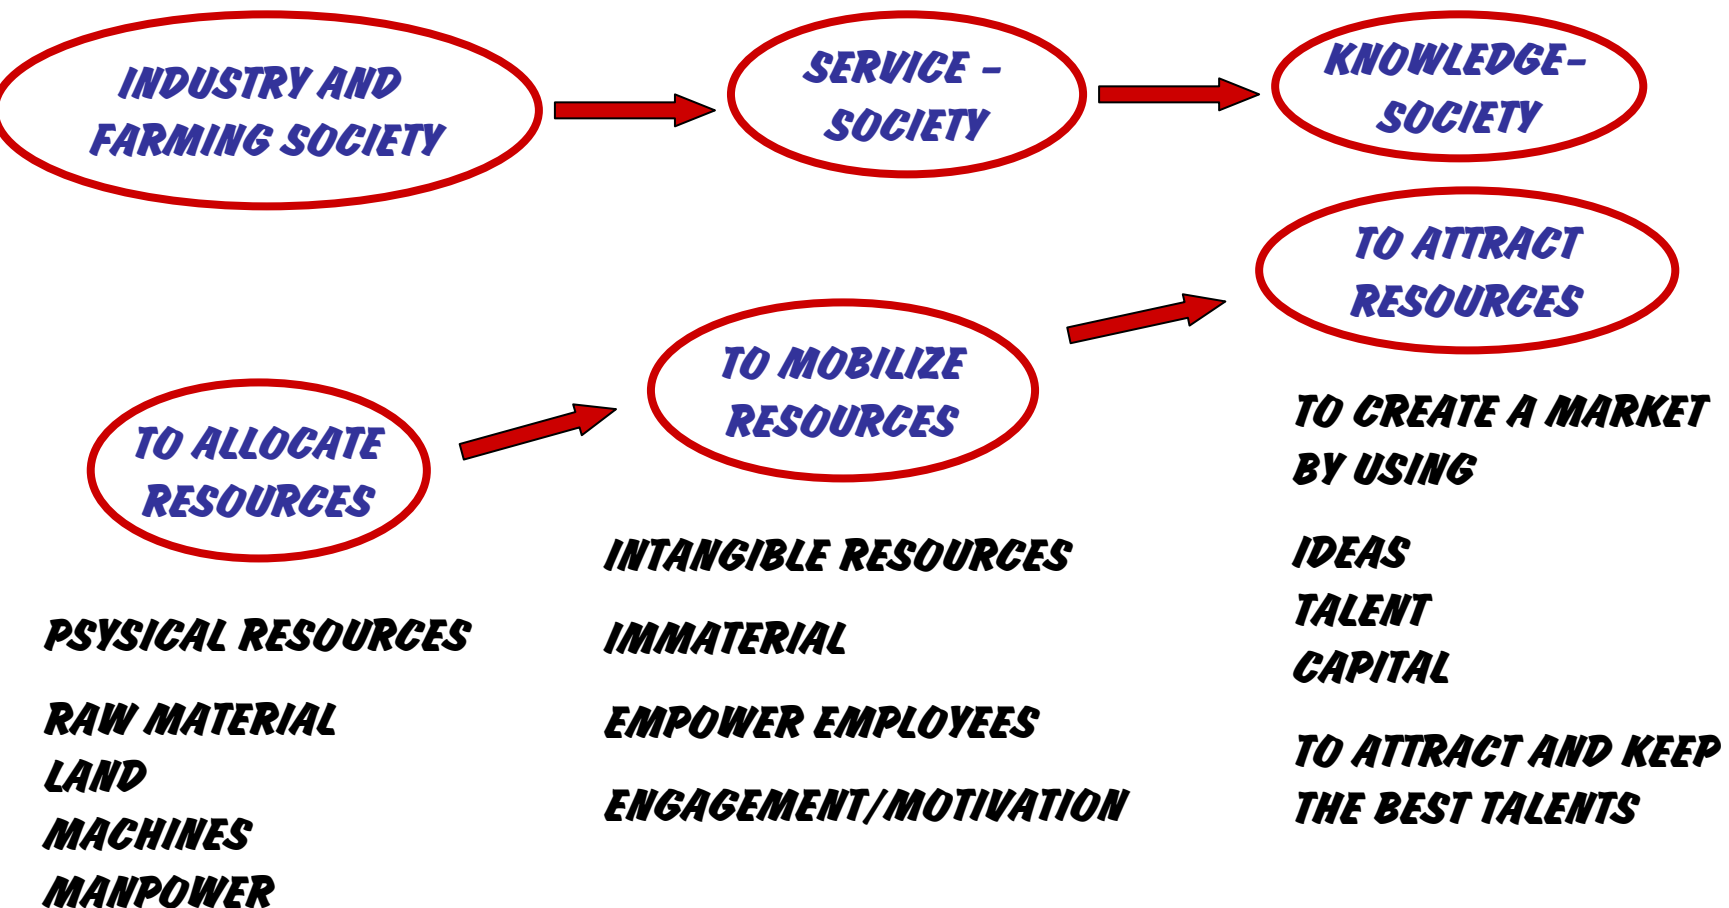 INDUSTRY AND
FARMING SOCIETY
SERVICE -
SOCIETY
KNOWLEDGE-
SOCIETY
TO ALLOCATE
RESOURCES
PSYSICAL RESOURCES
RAW MATERIAL
LAND
MACHINES
MANPOWER
TO MOBILIZE
RESOURCES
INTANGIBLE RESOURCES
IMMATERIAL
EMPOWER EMPLOYEES
ENGAGEMENT/MOTIVATION
TO ATTRACT
RESOURCES
TO CREATE A MARKET
BY USING
IDEAS
TALENT
CAPITAL
TO ATTRACT AND KEEP
THE BEST TALENTS